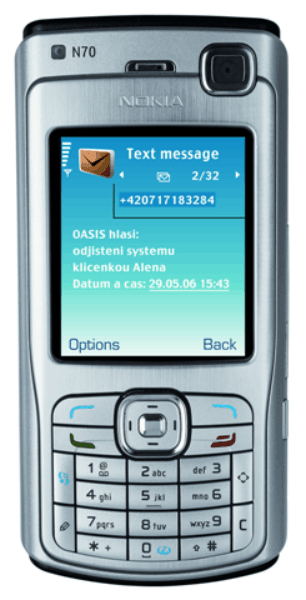 N70
NOKIA
Text message
2/32
+420717183284
OASIS hlasi:
odjisteni systemu
klicenkou Alena
Datum a cas: 29.05.06 15:43
Options Back
1 @ 2 abc def 3
4 ghi 5 jkl mno 6
7 pqrs 8 tuv wxyz 9 C
* + 0 #